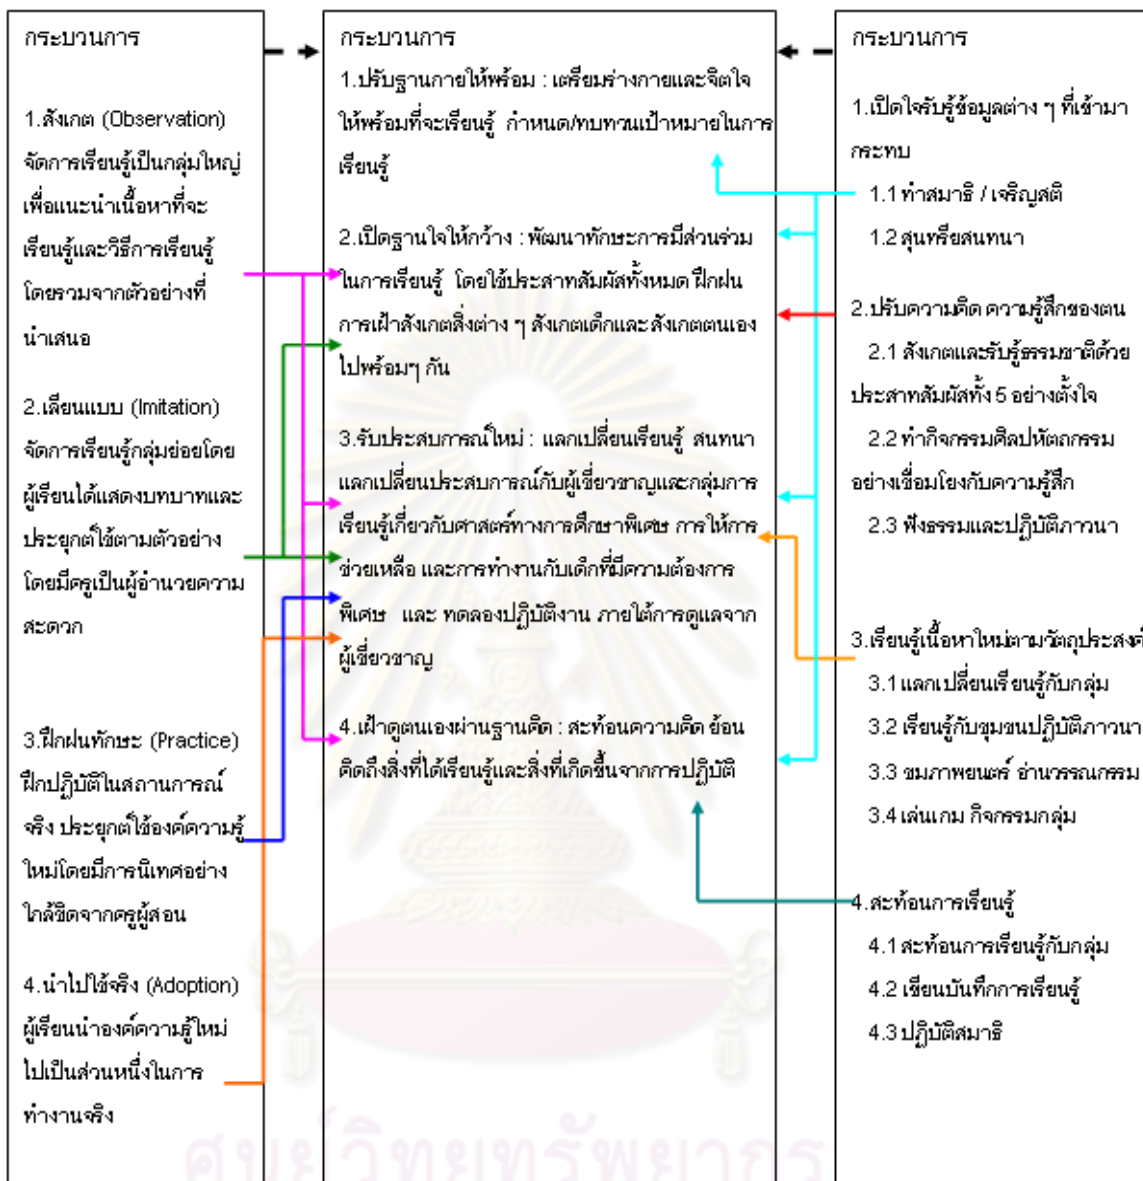 กระบวนการ
1.สังเกต (Observation)
จัดการเรียนรู้เป็นกลุ่มใหญ่
เพื่อแนะนำเนื้อหาที่จะ
เรียนรู้และวิธีการเรียนรู้
โดยรวมจากตัวอย่างที่
นำเสนอ
2.เลียนแบบ (Imitation)
จัดการเรียนรู้กลุ่มย่อยโดย
ผู้เรียนได้แสดงบทบาทและ
ประยุกต์ใช้ตามตัวอย่าง
โดยมีครูเป็นผู้อำนวยความ
สะดวก
3.ฝึกฝนทักษะ (Practice)
ฝึกปฏิบัติในสถานการณ์
จริง ประยุกต์ใช้องค์ความรู้
ใหม่โดยมีการนิเทศอย่าง
ใกล้ชิดจากครูผู้สอน
4.นำไปใช้จริง (Adoption)
ผู้เรียนนำองค์ความรู้ใหม่
ไปเป็นส่วนหนึ่งในการ
ทำงานจริง
กระบวนการ
1.ปรับฐานกายให้พร้อม : เตรียมร่างกายและจิตใจ
ให้พร้อมที่จะเรียนรู้ กำหนด/ทบทวนเป้าหมายในการ
เรียนรู้
2.เปิดฐานใจให้กว้าง : พัฒนาทักษะการมีส่วนร่วม
ในการเรียนรู้ โดยใช้ประสาทสัมผัสทั้งหมด ฝึกฝน
การเฝ้าสังเกตสิ่งต่าง ๆ สังเกตเด็กและสังเกตตนเอง
ไปพร้อมๆ กัน
3.รับประสบการณ์ใหม่ : แลกเปลี่ยนเรียนรู้ สนทนา
แลกเปลี่ยนประสบการณ์กับผู้เชี่ยวชาญและกลุ่มการ
เรียนรู้เกี่ยวกับศาสตร์ทางการศึกษาพิเศษ การให้การ
ช่วยเหลือ และการทำงานกับเด็กที่มีความต้องการ
พิเศษ และ ทดลองปฏิบัติงาน ภายใต้การดูแลจาก
ผู้เชี่ยวชาญ
4.เฝ้าดูตนเองผ่านฐานคิด : สะท้อนความคิด ย้อน
คิดถึงสิ่งที่ได้เรียนรู้และสิ่งที่เกิดขึ้นจากการปฏิบัติ
กระบวนการ
1.เปิดใจรับรู้ข้อมูลต่าง ๆ ที่เข้ามา
กระทบ
1.1 ทำสมาธิ / เจริญสติ
1.2 สุนทรียสนทนา
2.ปรับความคิด ความรู้สึกของตน
2.1 สังเกตและรับรู้ธรรมชาติด้วย
ประสาทสัมผัสทั้ง 5 อย่างตั้งใจ
2.2 ทำกิจกรรมศิลปหัตถกรรม
อย่างเชื่อมโยงกับความรู้สึก
2.3 ฟังธรรมและปฏิบัติภาวนา
3.เรียนรู้เนื้อหาใหม่ตามวัตถุประสงค์
3.1 แลกเปลี่ยนเรียนรู้กับกลุ่ม
3.2 เรียนรู้กับชุมชนปฏิบัติภาวนา
3.3 ชมภาพยนตร์ อ่านวรรณกรรม
3.4 เล่นเกม กิจกรรมกลุ่ม
4.สะท้อนการเรียนรู้
4.1 สะท้อนการเรียนรู้กับกลุ่ม
4.2 เขียนบันทึกการเรียนรู้
4.3 ปฏิบัติสมาธิ
ศูนย์วิทยทรัพยากร